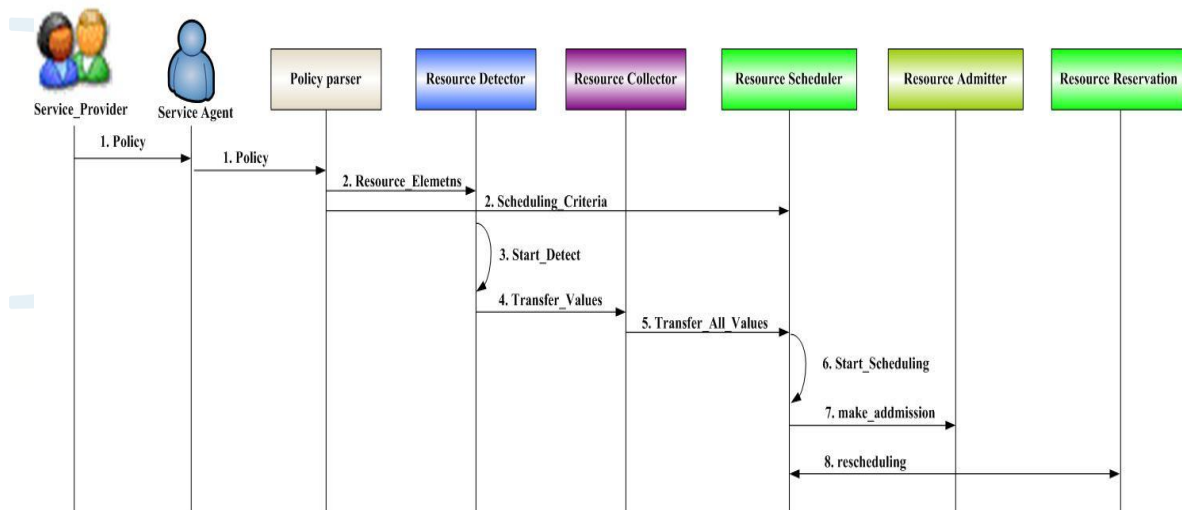 Policy parser
Resource Detector
Resource Collector
Resource Scheduler
Resource Admitter
Resource Reservation
Service_Provider
Service Agent
1. Policy
1. Policy
2. Resource_Elemetns
2. Scheduling_Criteria
3. Start_Detect
4. Transfer_Values
5. Transfer_All_Values
6. Start_Scheduling
7. make_addmission
8. rescheduling